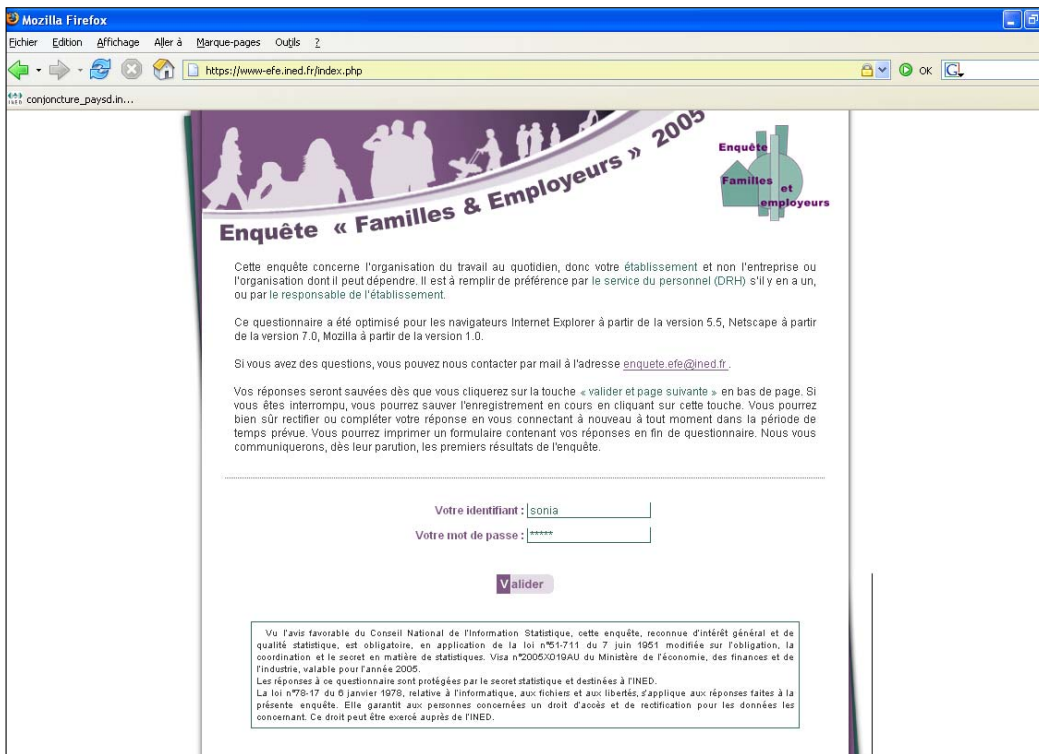 Mozilla Firefox
Fichier Edition Affichage Aller à Marque-pages Outils ?
https://www-efe.ined.fr/index.php
OK
conjoncture_paysd.in...
Enquête « Familles & Employeurs » 2005
Enquête
Familles
et
employeurs
Cette enquête concerne l'organisation du travail au quotidien, donc votre établissement et non l'entreprise ou
l'organisation dont il peut dépendre. Il est à remplir de préférence par le service du personnel (DRH) s'il y en a un,
ou par le responsable de l'établissement.
Ce questionnaire a été optimisé pour les navigateurs Internet Explorer à partir de la version 5.5, Netscape à partir
de la version 7.0, Mozilla à partir de la version 1.0.
Si vous avez des questions, vous pouvez nous contacter par mail à l'adresse enquete.efe@ined.fr .
Vos réponses seront sauvées dès que vous cliquerez sur la touche « valider et page suivante » en bas de page. Si
vous êtes interrompu, vous pourrez sauver l'enregistrement en cours en cliquant sur cette touche. Vous pourrez
bien sûr rectifier ou compléter votre réponse en vous connectant à nouveau à tout moment dans la période de
temps prévue. Vous pourrez imprimer un formulaire contenant vos réponses en fin de questionnaire. Nous vous
communiquerons, dès leur parution, les premiers résultats de l'enquête.
Votre identifiant : sonia
Votre mot de passe : *****
Valider
Vu l'avis favorable du Conseil National de l'Information Statistique, cette enquête, reconnue d'intérêt général et de
qualité statistique, est obligatoire, en application de la loi n°51-711 du 7 juin 1951 modifiée sur l'obligation, la
coordination et le secret en matière de statistiques. Visa n°2005X019AU du Ministère de l'économie, des finances et de
l'industrie, valable pour l'année 2005.
Les réponses à ce questionnaire sont protégées par le secret statistique et destinées à l'INED.
La loi n°78-17 du 6 janvier 1978, relative à l'informatique, aux fichiers et aux libertés, s'applique aux réponses faites à la
présente enquête. Elle garantit aux personnes concernées un droit d'accès et de rectification pour les données les
concernant. Ce droit peut être exercé auprès de l'INED.